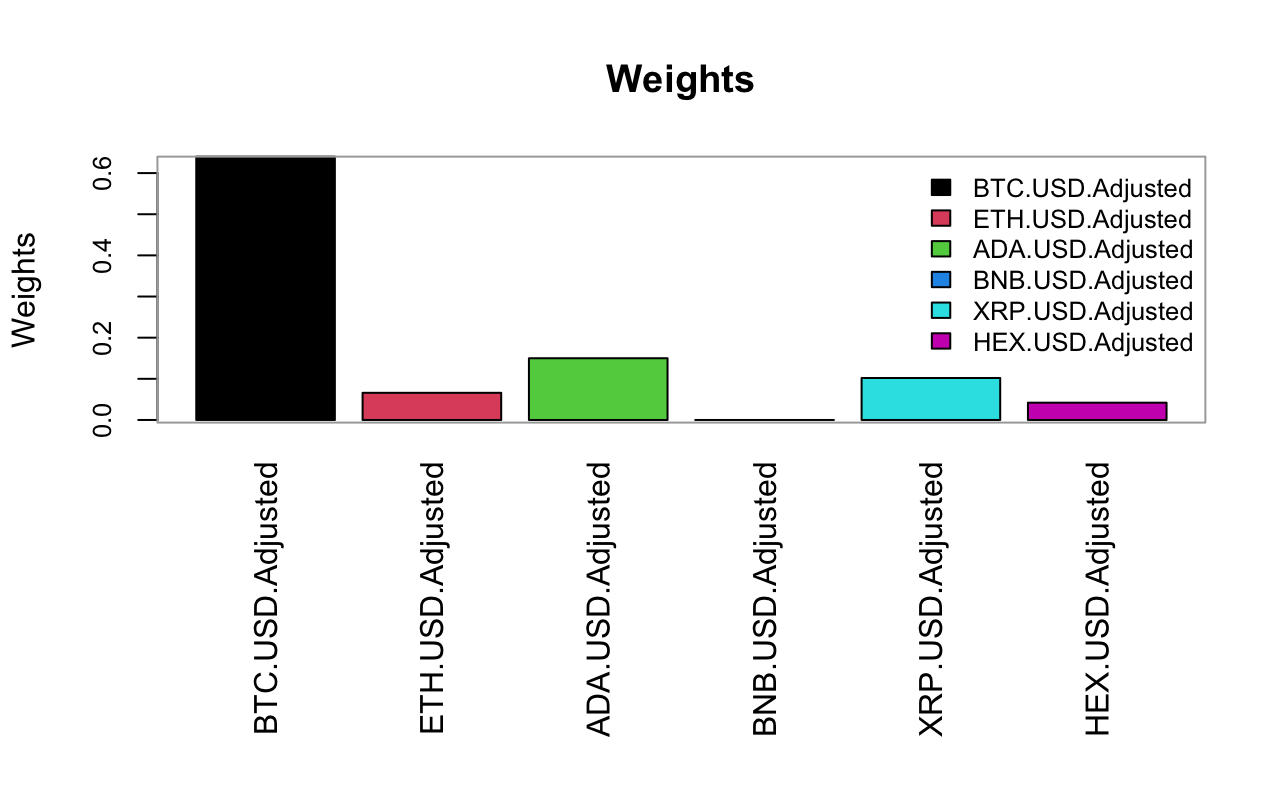 Weights
Weights
0.6
0.4
0.2
0.0
BTC.USD.Adjusted
ETH.USD.Adjusted
ADA.USD.Adjusted
BNB.USD.Adjusted
XRP.USD.Adjusted
HEX.USD.Adjusted
BTC.USD.Adjusted
ETH.USD.Adjusted
ADA.USD.Adjusted
BNB.USD.Adjusted
XRP.USD.Adjusted
HEX.USD.Adjusted